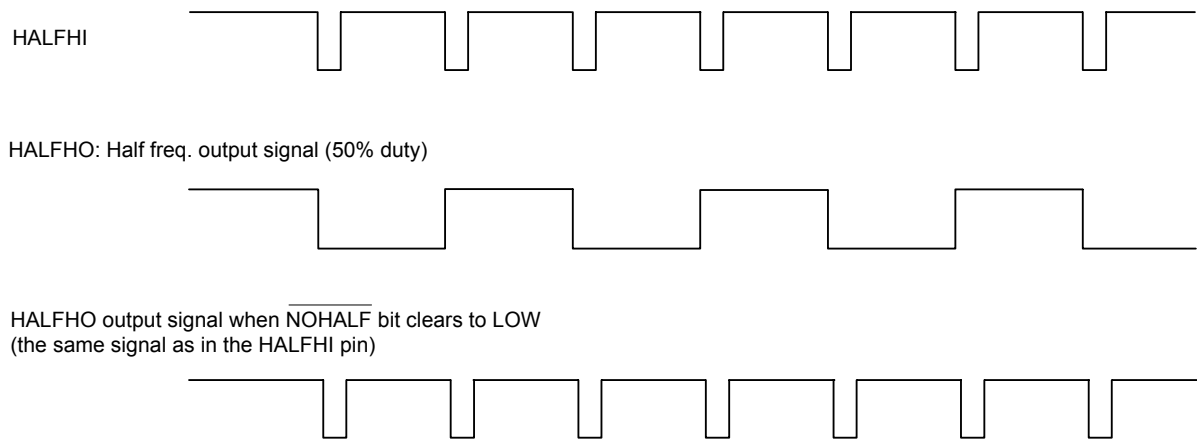 HALFHI
HALFHO: Half freq. output signal (50% duty)
HALFHO output signal when N̅O̅H̅A̅L̅F̅ bit clears to LOW
(the same signal as in the HALFHI pin)